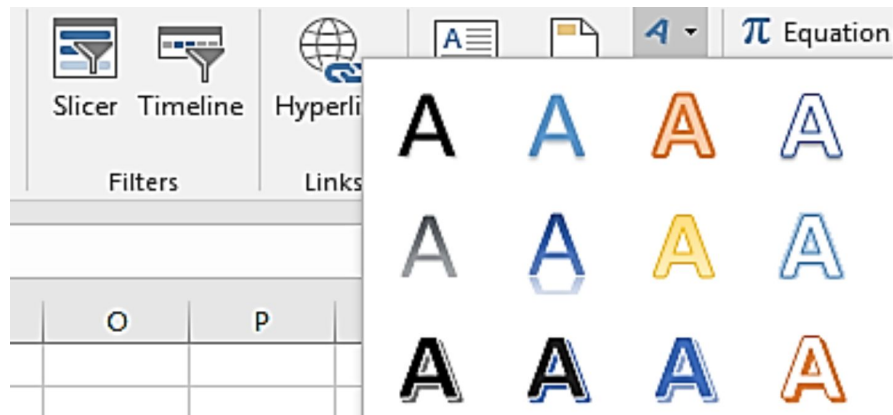 A
A
π Equation
Slicer Timeline Hyperli
Filters Links
A A A A
A A A A
A A A A
O P